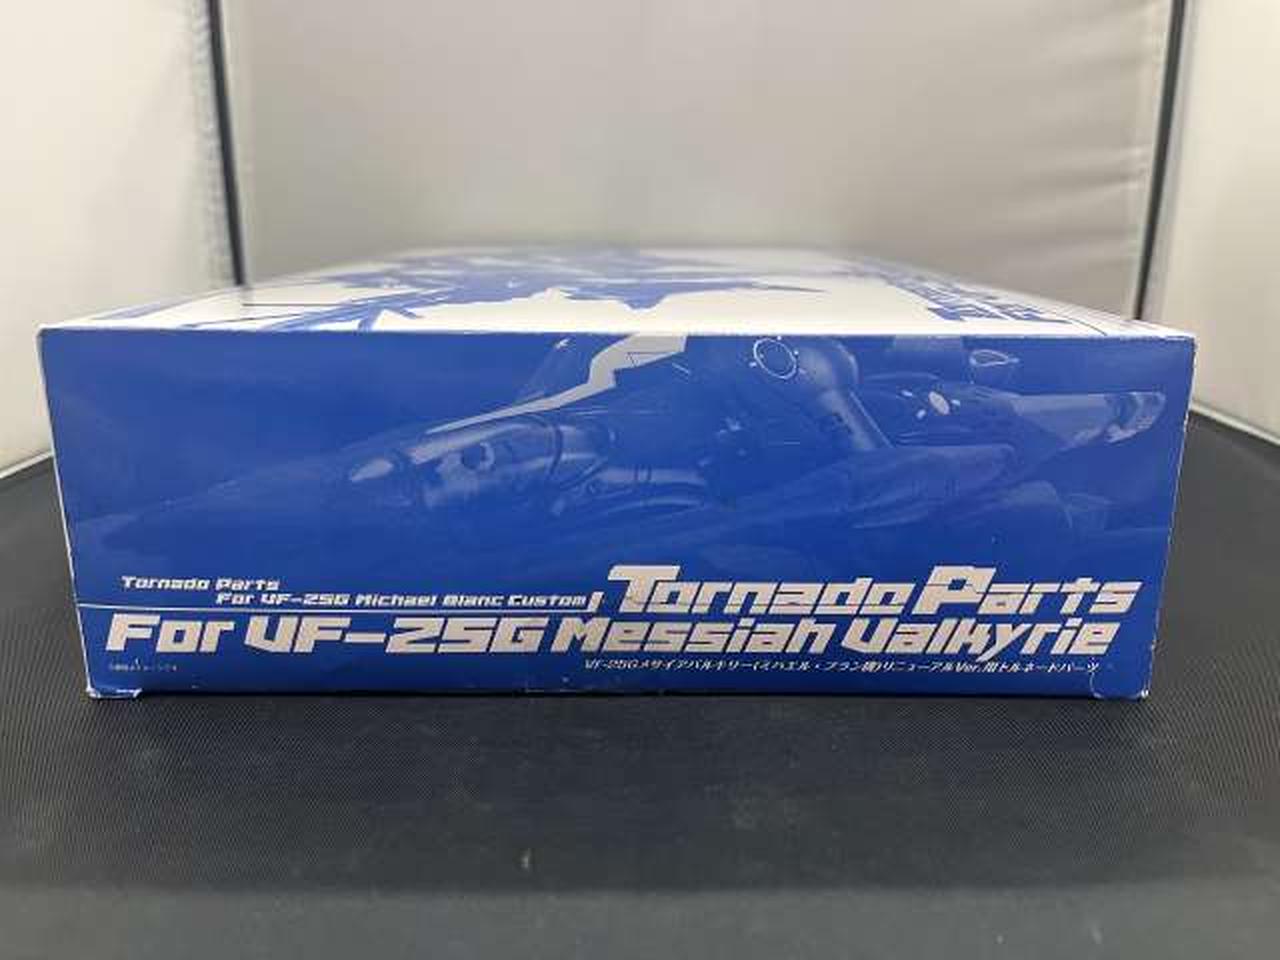 Tornado Parts
For VF-25G Michael Blanc Custom
Tornado Parts
For VF-25G Messiah Valkyrie
VF-25Gメサイアバルキリー(ミハエル・ブラン機)リニューアルVer.用トルネードパーツ